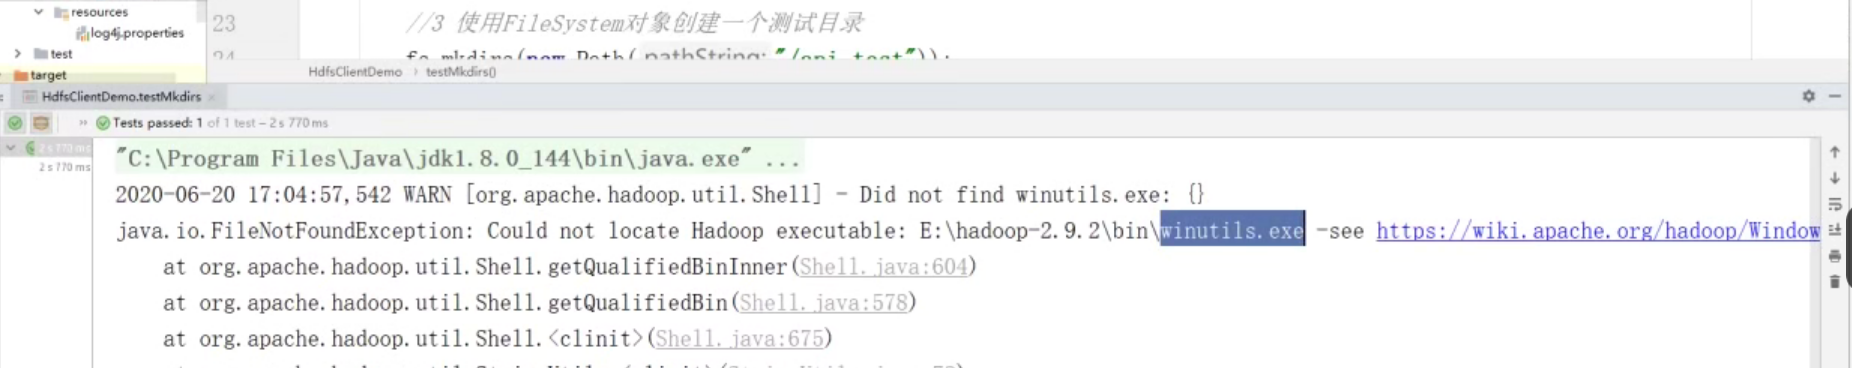 resources
log4j.properties
test
target
23 //3 使用FileSystem对象创建一个测试目录
24 fs.mkdirs(new Path( pathString: "/api_test"));
HdfsClientDemo testMkdirs()
HdfsClientDemo.testMkdirs ×
» Tests passed: 1 of 1 test – 2 s 770 ms
2 s 770 ms
2 s 770 ms
"C:\Program Files\Java\jdk1.8.0_144\bin\java.exe" ...
2020-06-20 17:04:57,542 WARN [org.apache.hadoop.util.Shell] - Did not find winutils.exe: {}
java.io.FileNotFoundException: Could not locate Hadoop executable: E:\hadoop-2.9.2\bin\winutils.exe -see https://wiki.apache.org/hadoop/Window
at org.apache.hadoop.util.Shell.getQualifiedBinInner(Shell.java:604)
at org.apache.hadoop.util.Shell.getQualifiedBin(Shell.java:578)
at org.apache.hadoop.util.Shell.<clinit>(Shell.java:675)